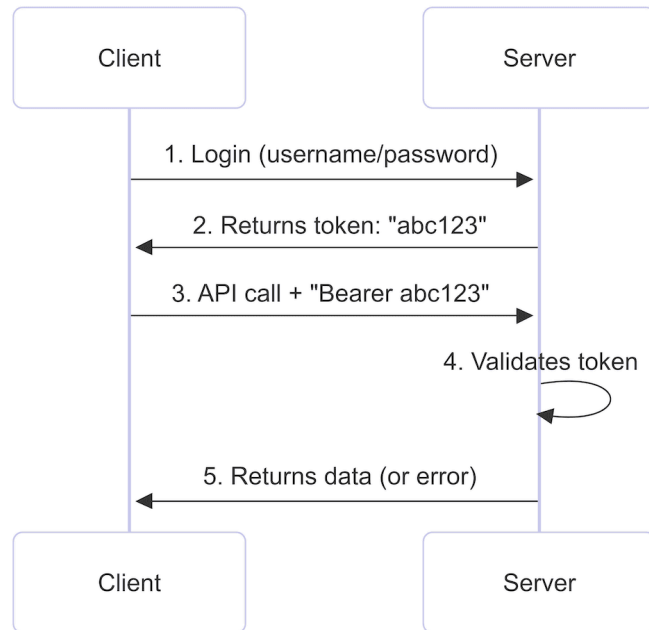 Client
Server
1. Login (username/password)
2. Returns token: "abc123"
3. API call + "Bearer abc123"
4. Validates token
5. Returns data (or error)
Client
Server